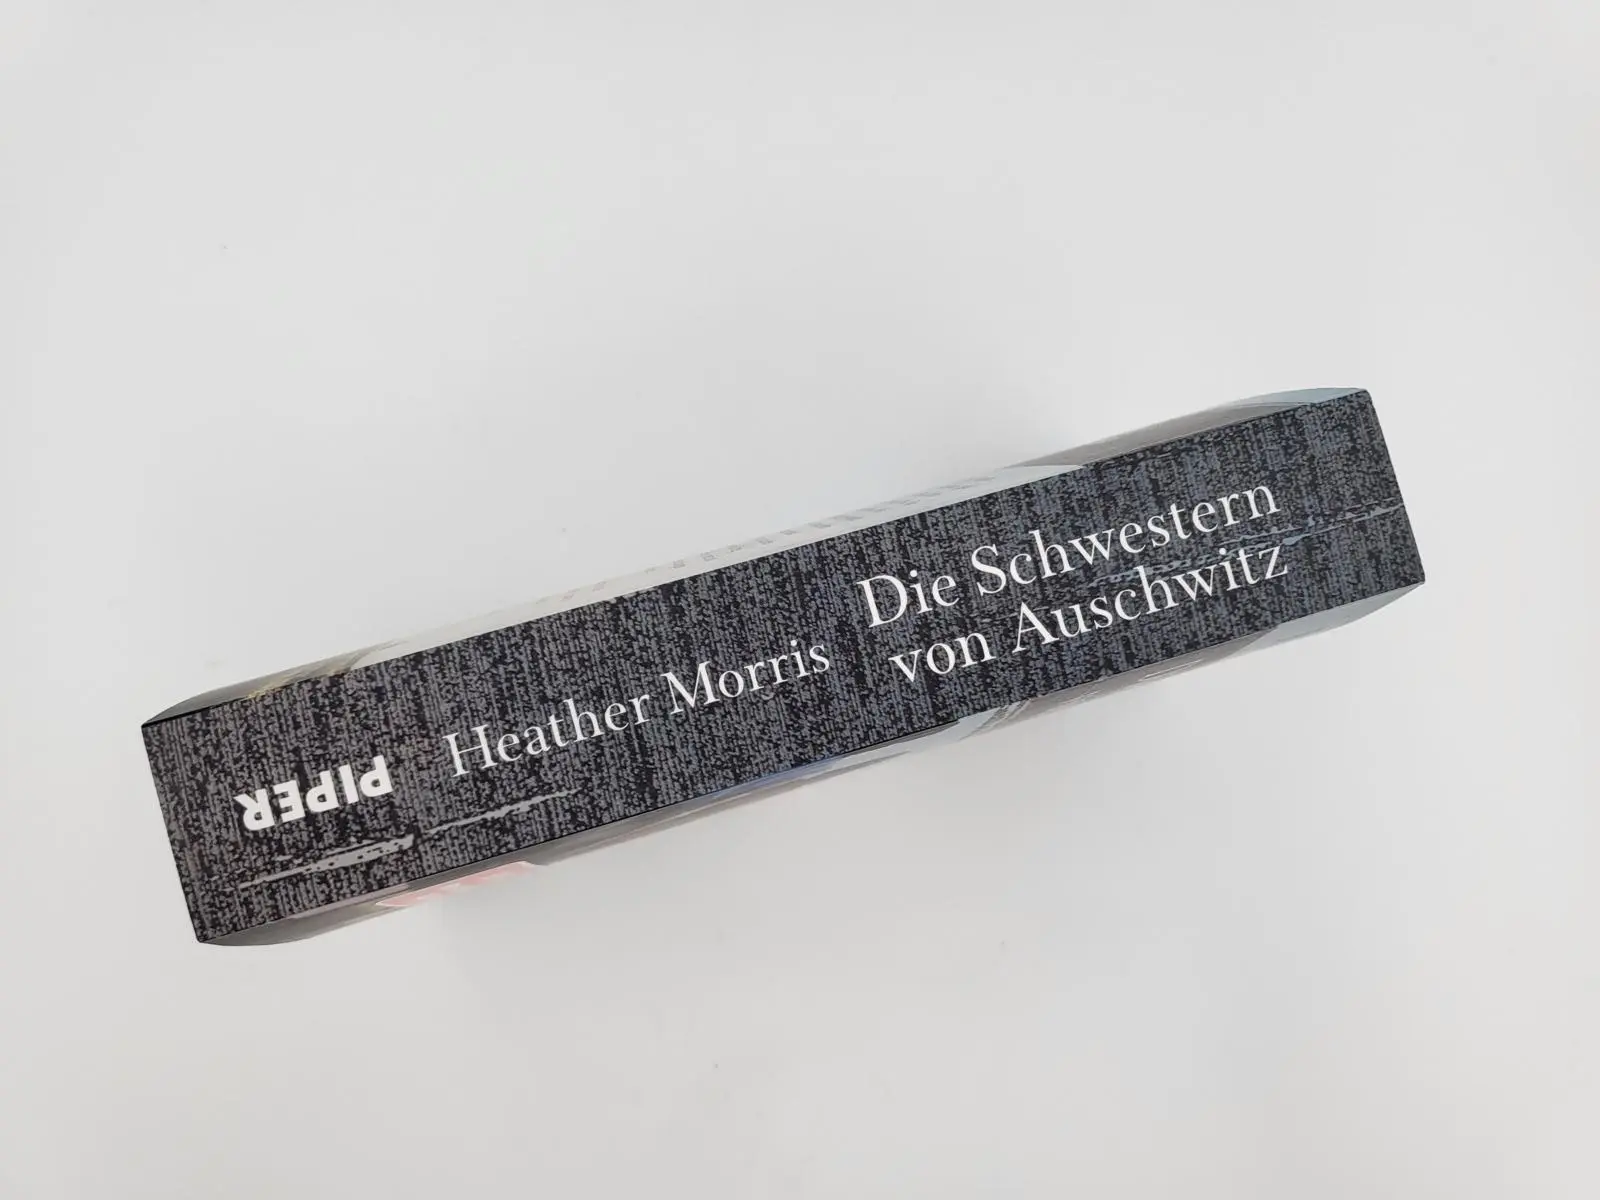 Heather Morris
Die Schwestern
von Auschwitz
PIPER